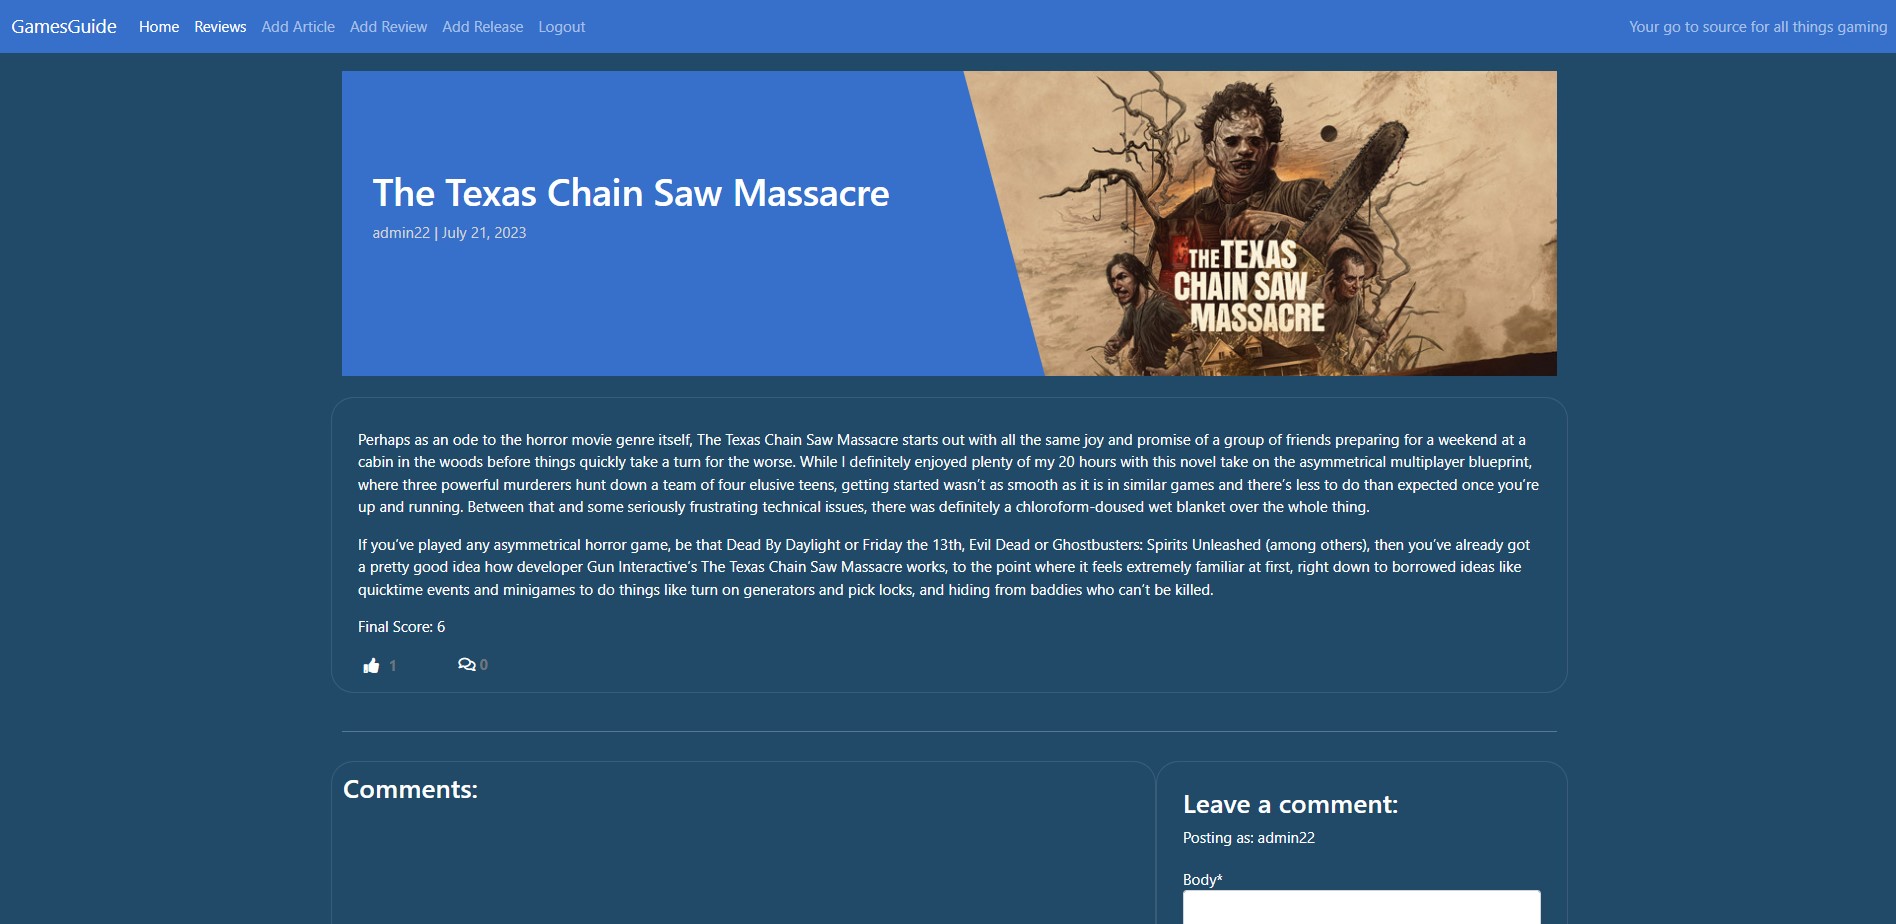 GamesGuide Home Reviews Add Article Add Review Add Release Logout Your go to source for all things gaming
The Texas Chain Saw Massacre
admin22 | July 21, 2023
THE TEXAS
CHAIN SAW
MASSACRE
Perhaps as an ode to the horror movie genre itself, The Texas Chain Saw Massacre starts out with all the same joy and promise of a group of friends preparing for a weekend at a
cabin in the woods before things quickly take a turn for the worse. While I definitely enjoyed plenty of my 20 hours with this novel take on the asymmetrical multiplayer blueprint,
where three powerful murderers hunt down a team of four elusive teens, getting started wasn’t as smooth as it is in similar games and there’s less to do than expected once you’re
up and running. Between that and some seriously frustrating technical issues, there was definitely a chloroform-doused wet blanket over the whole thing.
If you’ve played any asymmetrical horror game, be that Dead By Daylight or Friday the 13th, Evil Dead or Ghostbusters: Spirits Unleashed (among others), then you’ve already got
a pretty good idea how developer Gun Interactive’s The Texas Chain Saw Massacre works, to the point where it feels extremely familiar at first, right down to borrowed ideas like
quicktime events and minigames to do things like turn on generators and pick locks, and hiding from baddies who can’t be killed.
Final Score: 6
1 0
Comments:
Leave a comment:
Posting as: admin22
Body*